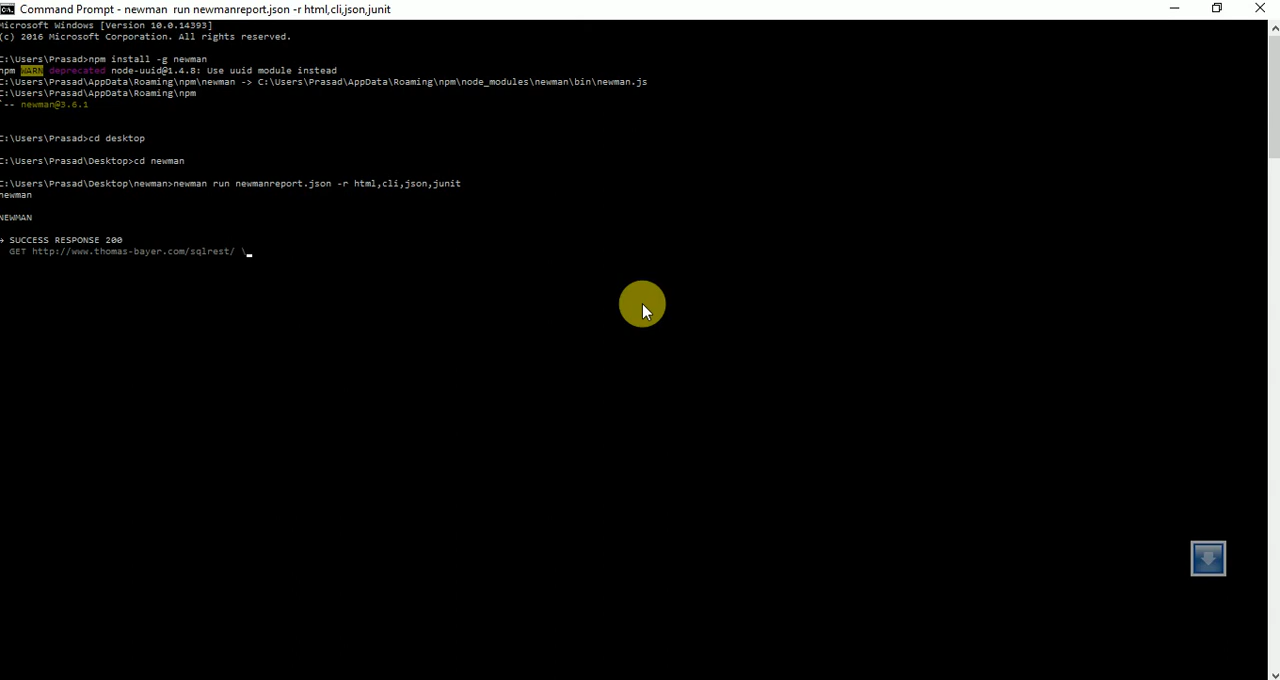 Command Prompt - newman  run newmanreport.json -r html,cli,json,junit
Microsoft Windows [Version 10.0.14393]
(c) 2016 Microsoft Corporation. All rights reserved.
C:\Users\Prasad>npm install -g newman
npm WARN deprecated node-uuid@1.4.8: Use uuid module instead
C:\Users\Prasad\AppData\Roaming\npm\newman -> C:\Users\Prasad\AppData\Roaming\npm\node_modules\newman\bin\newman.js
C:\Users\Prasad\AppData\Roaming\npm
`-- newman@3.6.1
C:\Users\Prasad>cd desktop
C:\Users\Prasad\Desktop>cd newman
C:\Users\Prasad\Desktop\newman>newman run newmanreport.json -r html,cli,json,junit
newman
NEWMAN
→ SUCCESS RESPONSE 200
GET http://www.thomas-bayer.com/sqlrest/ \